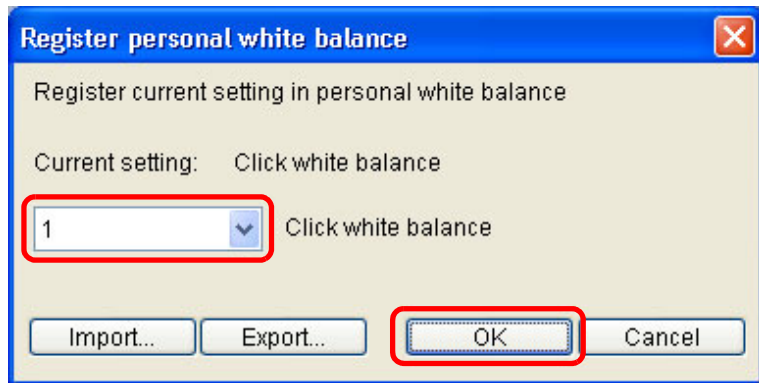 Register personal white balance
Register current setting in personal white balance
Current setting: Click white balance
1 Click white balance
Import... Export... OK Cancel